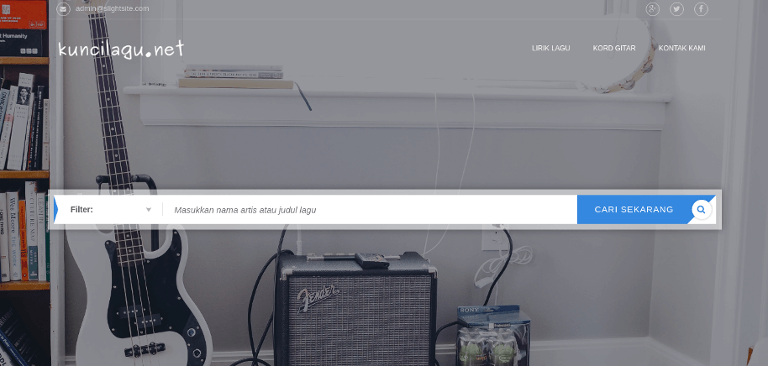 admin@slightsite.com
kuncilagu.net
LIRIK LAGU
KORD GITAR
KONTAK KAMI
Filter:
Masukkan nama artis atau judul lagu
CARI SEKARANG
Fender
SONY